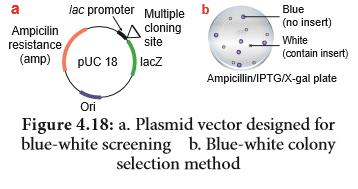 a
lac promoter
Multiple
cloning
site
Ampicilin
resistance
(amp)
pUC 18
lacZ
Ori
b
Blue
(no insert)
White
(contain insert)
Ampicillin/IPTG/X-gal plate
Figure 4.18: a. Plasmid vector designed for
blue-white screening b. Blue-white colony
selection method